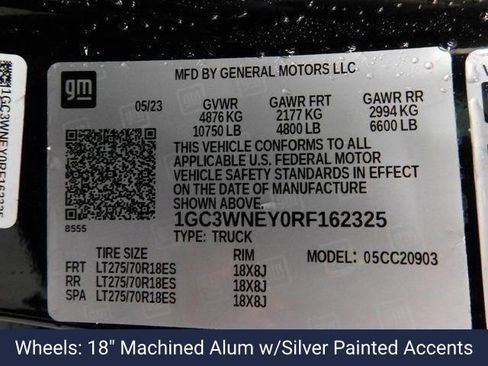 MFD BY GENERAL MOTORS LLC
gm
05/23 GVWR GAWR FRT GAWR RR
4876 KG 2177 KG 2994 KG
10750 LB 4800 LB 6600 LB
THIS VEHICLE CONFORMS TO ALL
APPLICABLE U.S. FEDERAL MOTOR
VEHICLE SAFETY STANDARDS IN EFFECT
ON THE DATE OF MANUFACTURE
SHOWN ABOVE.
8555
1GC3WNEY0RF162325
TYPE: TRUCK
TIRE SIZE RIM MODEL: 05CC20903
FRT LT275/70R18ES 18X8J
RR LT275/70R18ES 18X8J
SPA LT275/70R18ES 18X8J
1GC3WNEY0RF162325
Wheels: 18" Machined Alum w/Silver Painted Accents